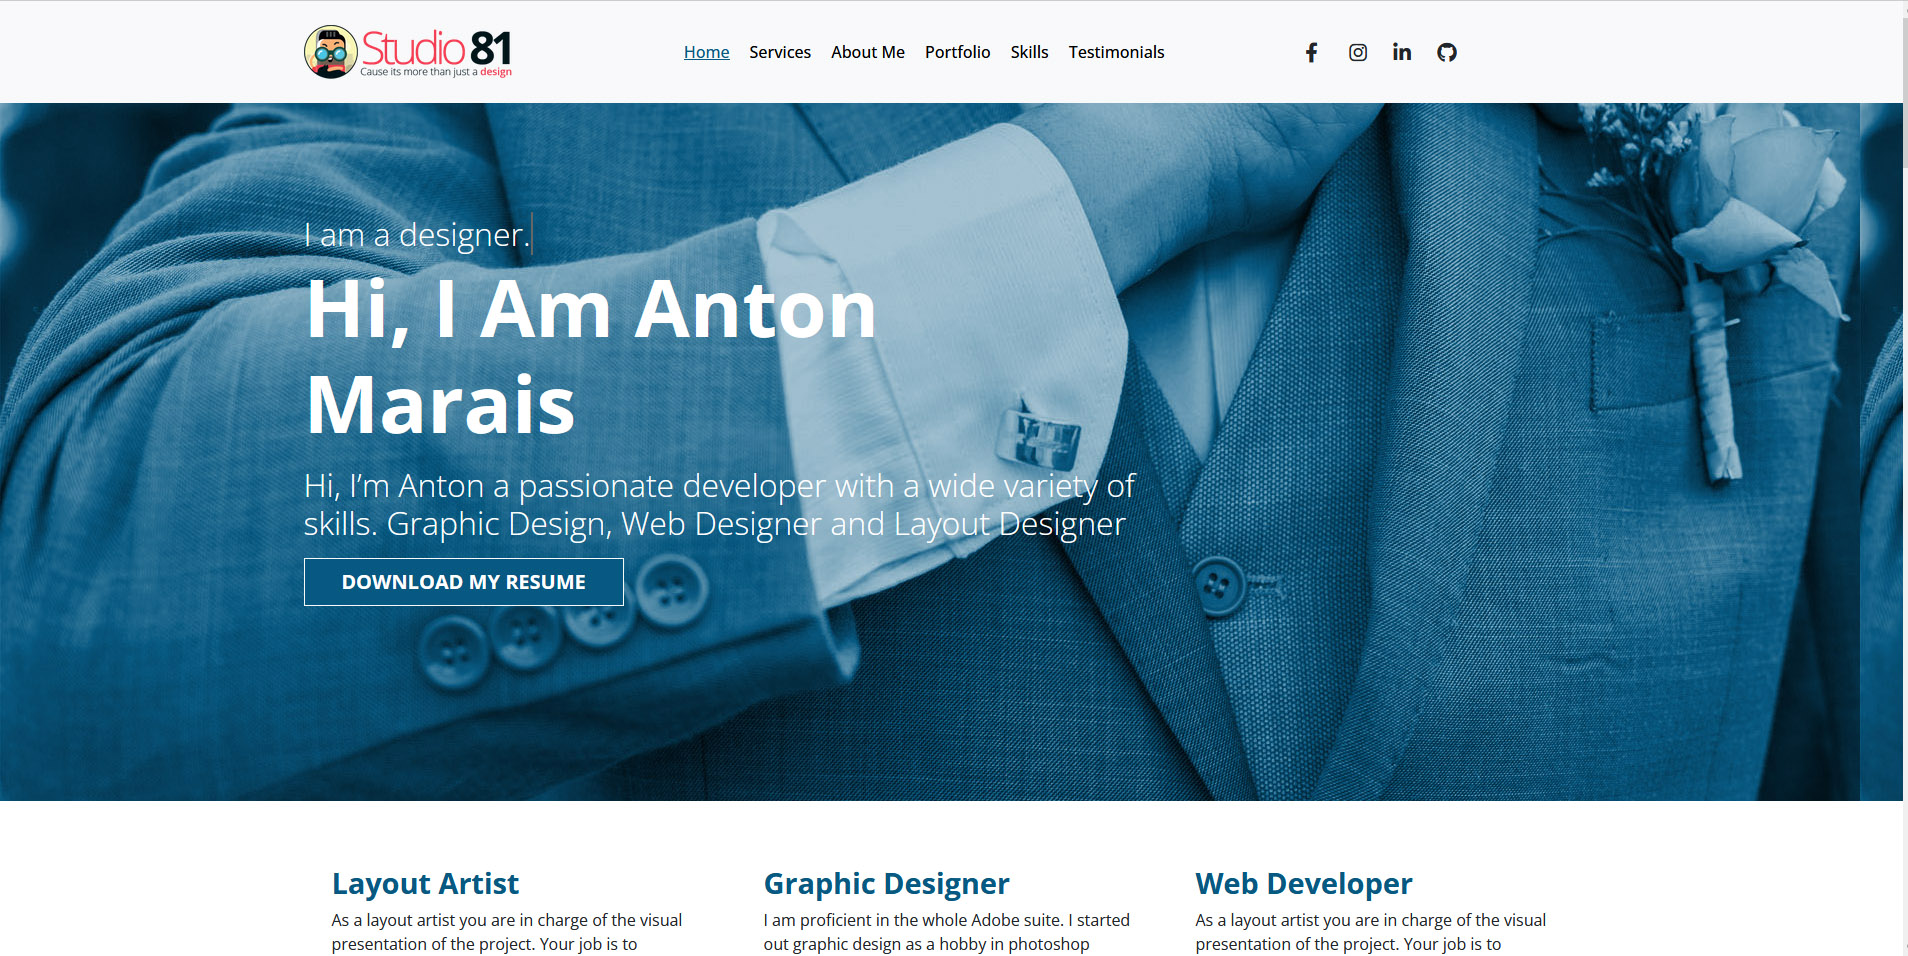 Studio 81
Cause its more than just a design
Home Services About Me Portfolio Skills Testimonials
I am a designer.
Hi, I Am Anton
Marais
Hi, I’m Anton a passionate developer with a wide variety of
skills. Graphic Design, Web Designer and Layout Designer
DOWNLOAD MY RESUME
Layout Artist
As a layout artist you are in charge of the visual
presentation of the project. Your job is to
Graphic Designer
I am proficient in the whole Adobe suite. I started
out graphic design as a hobby in photoshop
Web Developer
As a layout artist you are in charge of the visual
presentation of the project. Your job is to